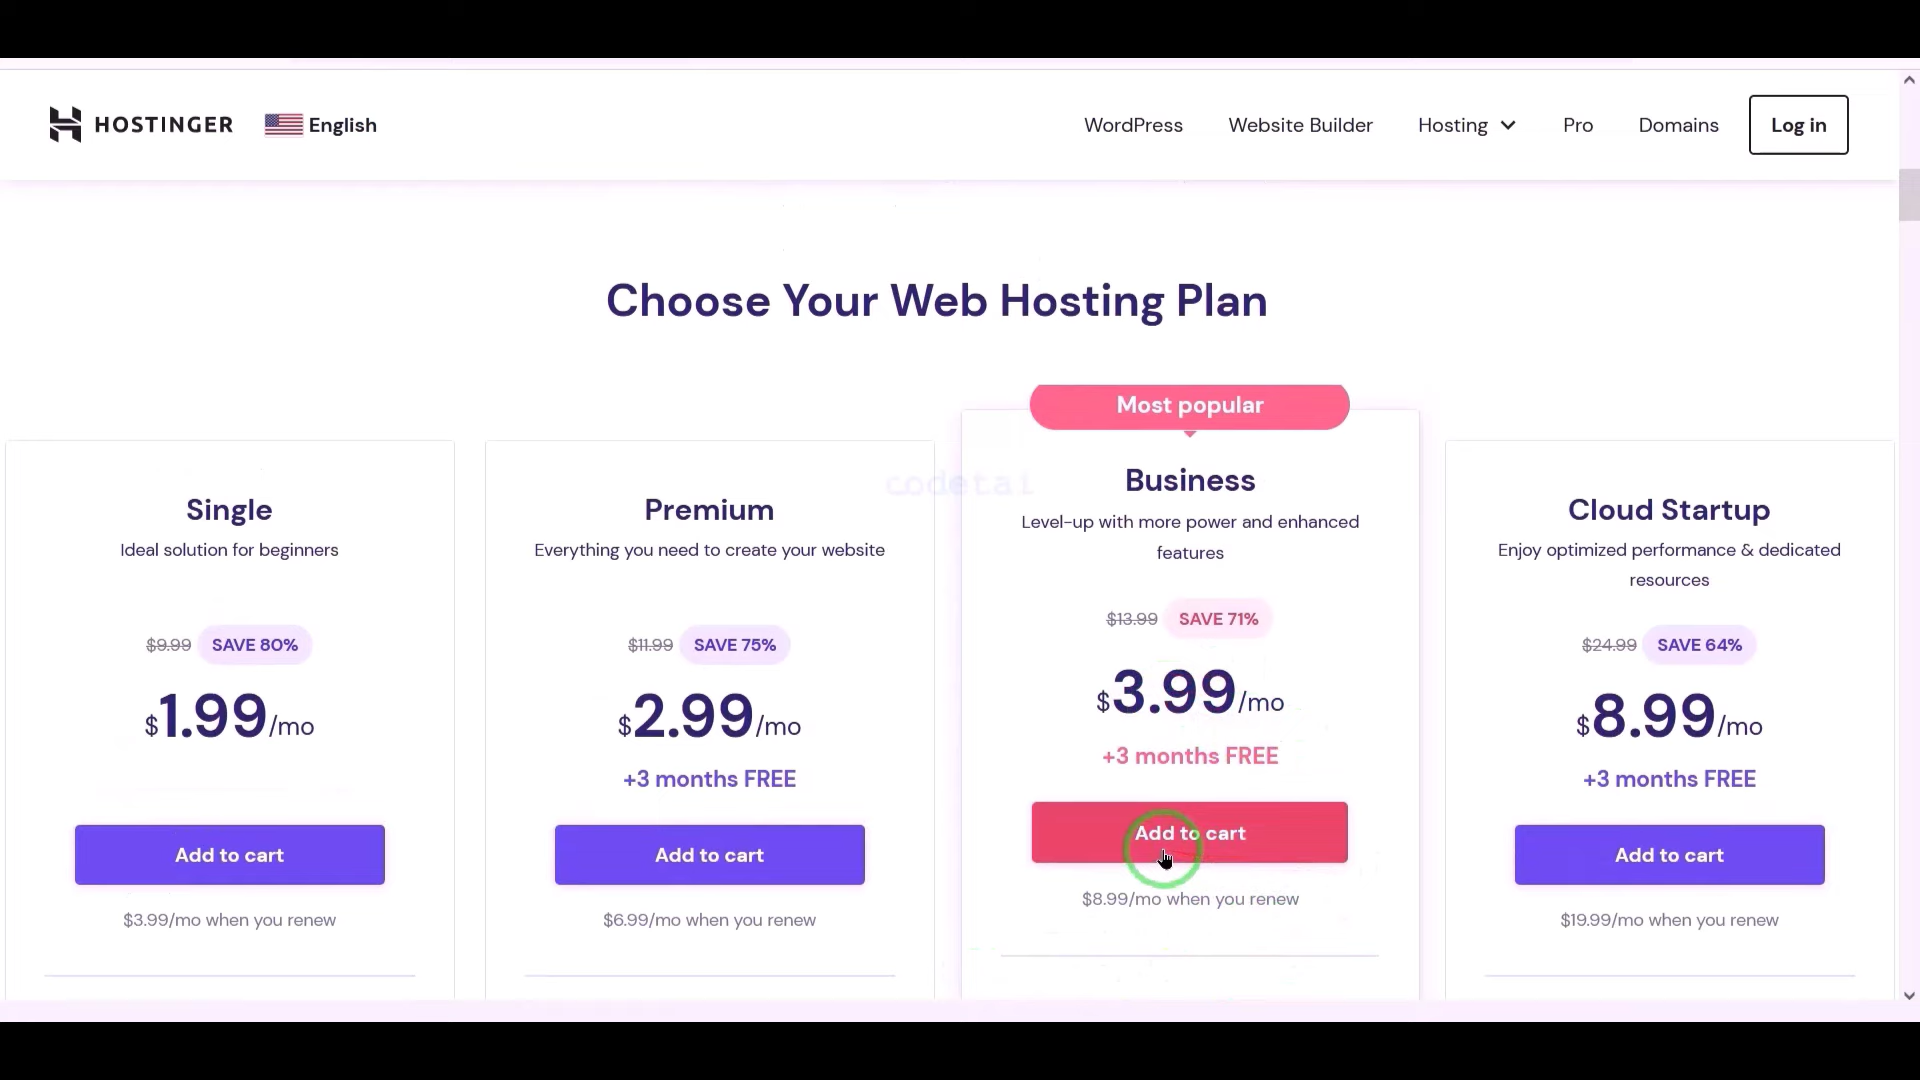 HOSTINGER
English
WordPress
Website Builder
Hosting
Pro
Domains
Log in
Choose Your Web Hosting Plan
Single
Ideal solution for beginners
$9.99
SAVE 80%
$1.99/mo
Add to cart
$3.99/mo when you renew
Premium
Everything you need to create your website
$11.99
SAVE 75%
$2.99/mo
+3 months FREE
Add to cart
$6.99/mo when you renew
codetai
Most popular
Business
Level-up with more power and enhanced
features
$13.99
SAVE 71%
$3.99/mo
+3 months FREE
Add to cart
$8.99/mo when you renew
Cloud Startup
Enjoy optimized performance & dedicated
resources
$24.99
SAVE 64%
$8.99/mo
+3 months FREE
Add to cart
$19.99/mo when you renew